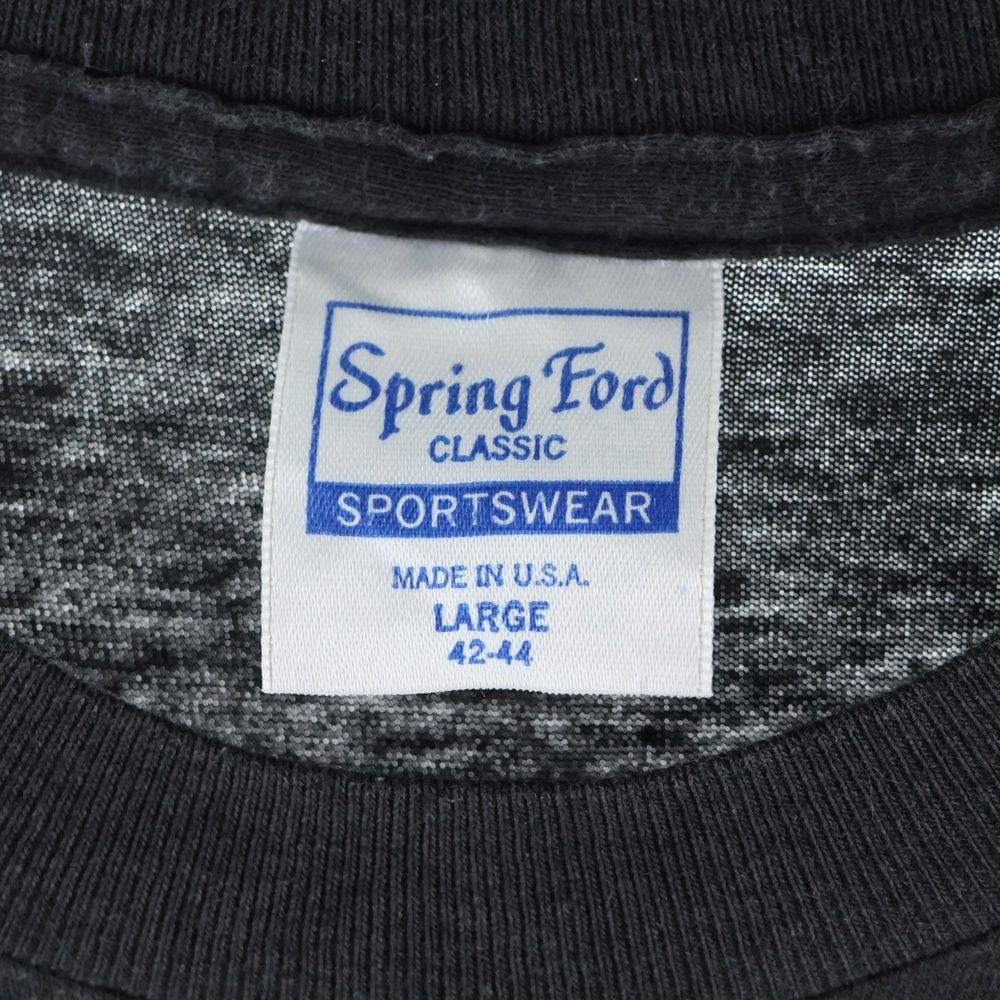 Spring Ford
CLASSIC
SPORTSWEAR
MADE IN U.S.A.
LARGE
42-44